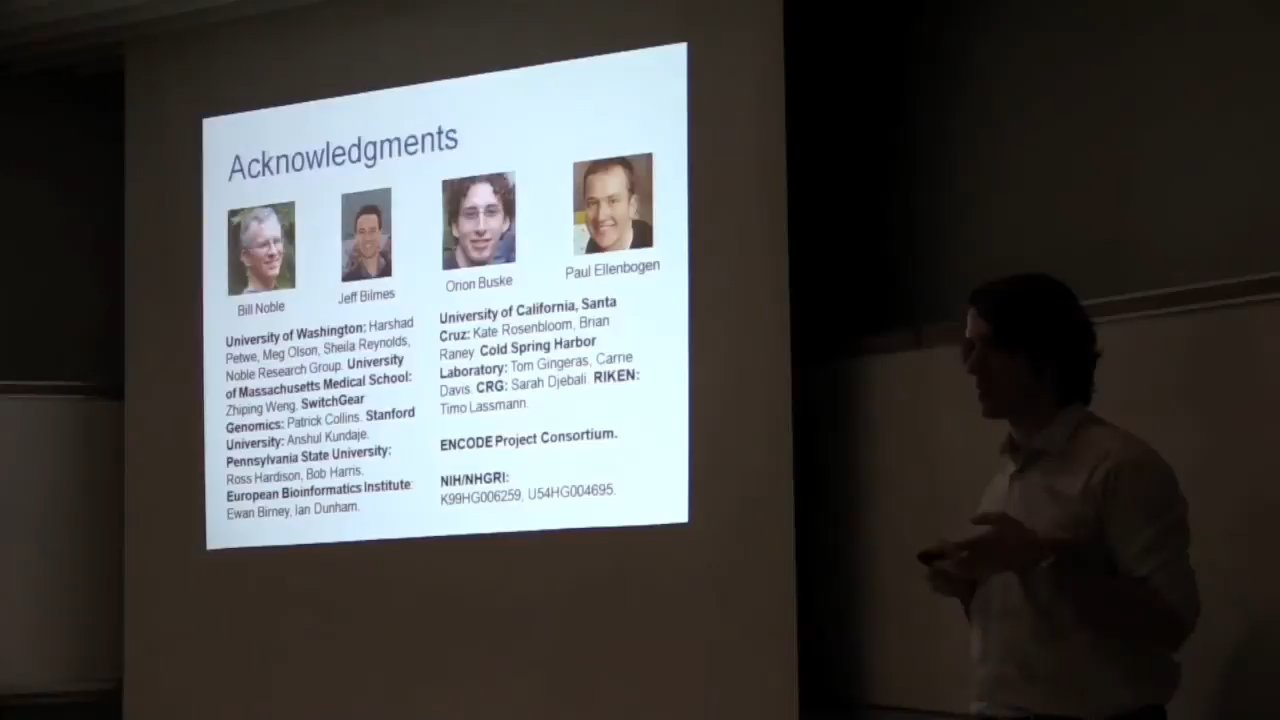 Acknowledgments
Bill Noble
Jeff Bilmes
Orion Buske
Paul Ellenbogen
University of Washington: Harshad
Petwe, Meg Olson, Sheila Reynolds,
Noble Research Group. University
of Massachusetts Medical School:
Zhiping Weng. SwitchGear
Genomics: Patrick Collins. Stanford
University: Anshul Kundaje.
Pennsylvania State University:
Ross Hardison, Bob Harris.
European Bioinformatics Institute:
Ewan Birney, Ian Dunham.
University of California, Santa
Cruz: Kate Rosenbloom, Brian
Raney. Cold Spring Harbor
Laboratory: Tom Gingeras, Carrie
Davis. CRG: Sarah Djebali. RIKEN:
Timo Lassmann.
ENCODE Project Consortium.
NIH/NHGRI:
K99HG006259, U54HG004695.